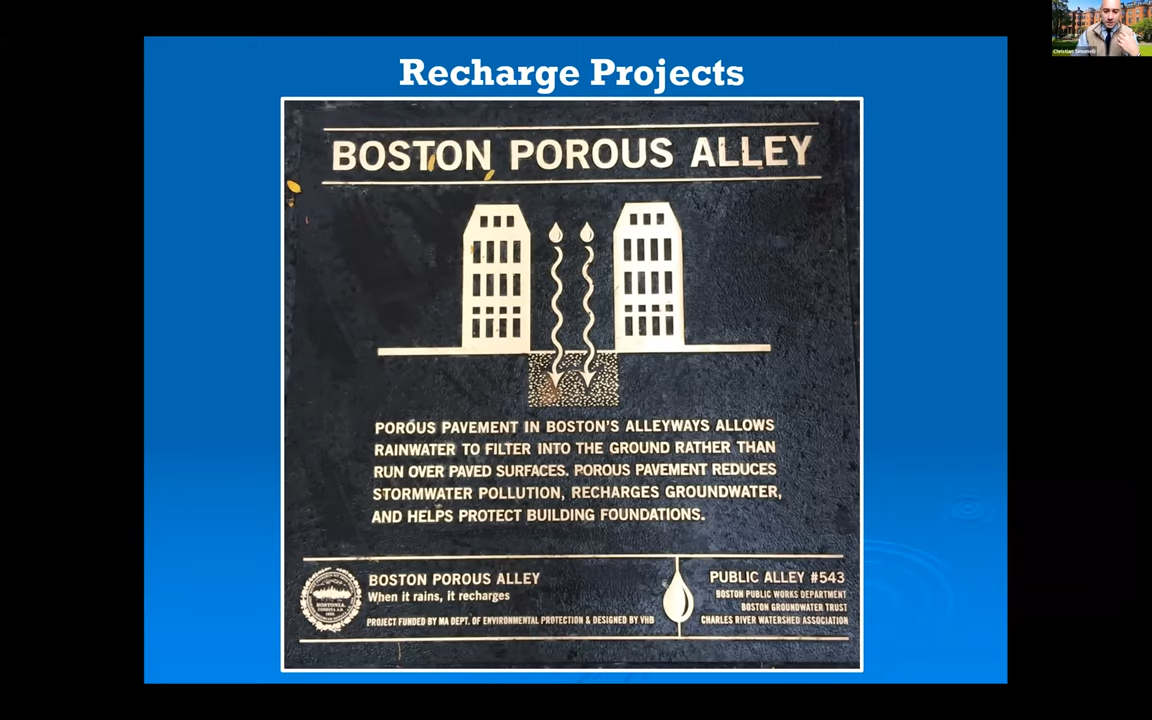 Recharge Projects
BOSTON POROUS ALLEY
POROUS PAVEMENT IN BOSTON'S ALLEYWAYS ALLOWS
RAINWATER TO FILTER INTO THE GROUND RATHER THAN
RUN OVER PAVED SURFACES. POROUS PAVEMENT REDUCES
STORMWATER POLLUTION, RECHARGES GROUNDWATER,
AND HELPS PROTECT BUILDING FOUNDATIONS.
BOSTON POROUS ALLEY
When it rains, it recharges
PROJECT FUNDED BY MA DEPT. OF ENVIRONMENTAL PROTECTION & DESIGNED BY VHB
BOSTONIA
PUBLIC ALLEY #543
BOSTON PUBLIC WORKS DEPARTMENT
BOSTON GROUNDWATER TRUST
CHARLES RIVER WATERSHED ASSOCIATION
Christian Simonelli